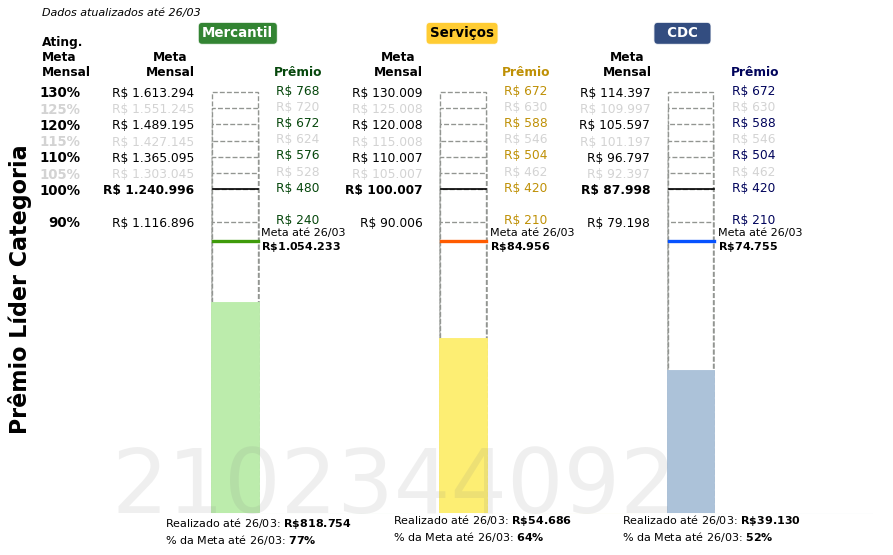 Dados atualizados até 26/03
Mercantil Serviços CDC
Ating. Meta Mensal
Meta Mensal Prêmio Meta Mensal Prêmio Meta Mensal Prêmio
130% R$ 1.613.294 R$ 768 R$ 130.009 R$ 672 R$ 114.397 R$ 672
125% R$ 1.551.245 R$ 720 R$ 125.008 R$ 630 R$ 109.997 R$ 630
120% R$ 1.489.195 R$ 672 R$ 120.008 R$ 588 R$ 105.597 R$ 588
115% R$ 1.427.145 R$ 624 R$ 115.008 R$ 546 R$ 101.197 R$ 546
110% R$ 1.365.095 R$ 576 R$ 110.007 R$ 504 R$ 96.797 R$ 504
105% R$ 1.303.045 R$ 528 R$ 105.007 R$ 462 R$ 92.397 R$ 462
100% R$ 1.240.996 R$ 480 R$ 100.007 R$ 420 R$ 87.998 R$ 420
90% R$ 1.116.896 R$ 240 R$ 90.006 R$ 210 R$ 79.198 R$ 210
Meta até 26/03 Meta até 26/03 Meta até 26/03
R$1.054.233 R$84.956 R$74.755
Prêmio Líder Categoria
2102344092
Realizado até 26/03: R$818.754 Realizado até 26/03: R$54.686 Realizado até 26/03: R$39.130
% da Meta até 26/03: 77% % da Meta até 26/03: 64% % da Meta até 26/03: 52%